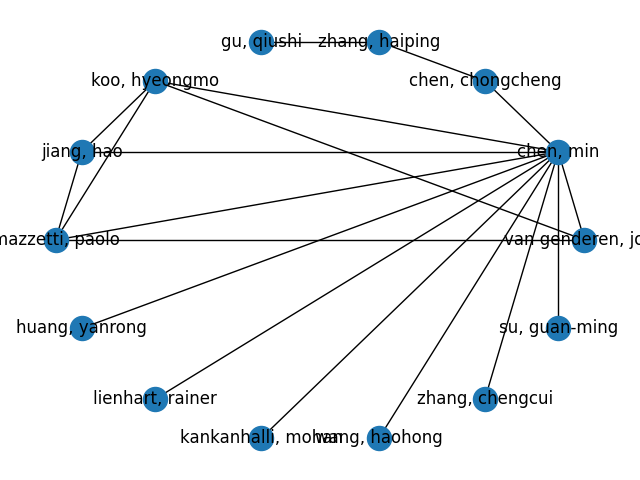 gu, qiushi
zhang, haiping
koo, hyeongmo
chen, chongcheng
jiang, hao
chen, min
mazzetti, paolo
van genderen, jo
huang, yanrong
su, guan-ming
lienhart, rainer
zhang, chengcui
kankanhalli, mohan
wang, haohong